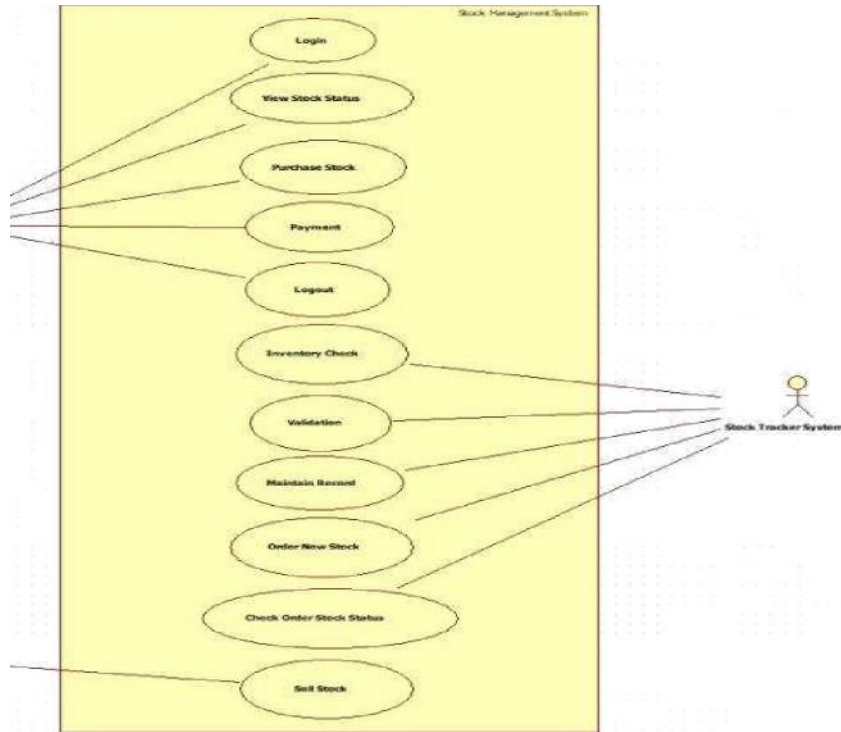 Stock Management System
Login
View Stock Status
Purchase Stock
Payment
Logout
Inventory Check
Validation
Maintain Record
Stock Tracker System
Order New Stock
Check Order Stock Status
Sell Stock